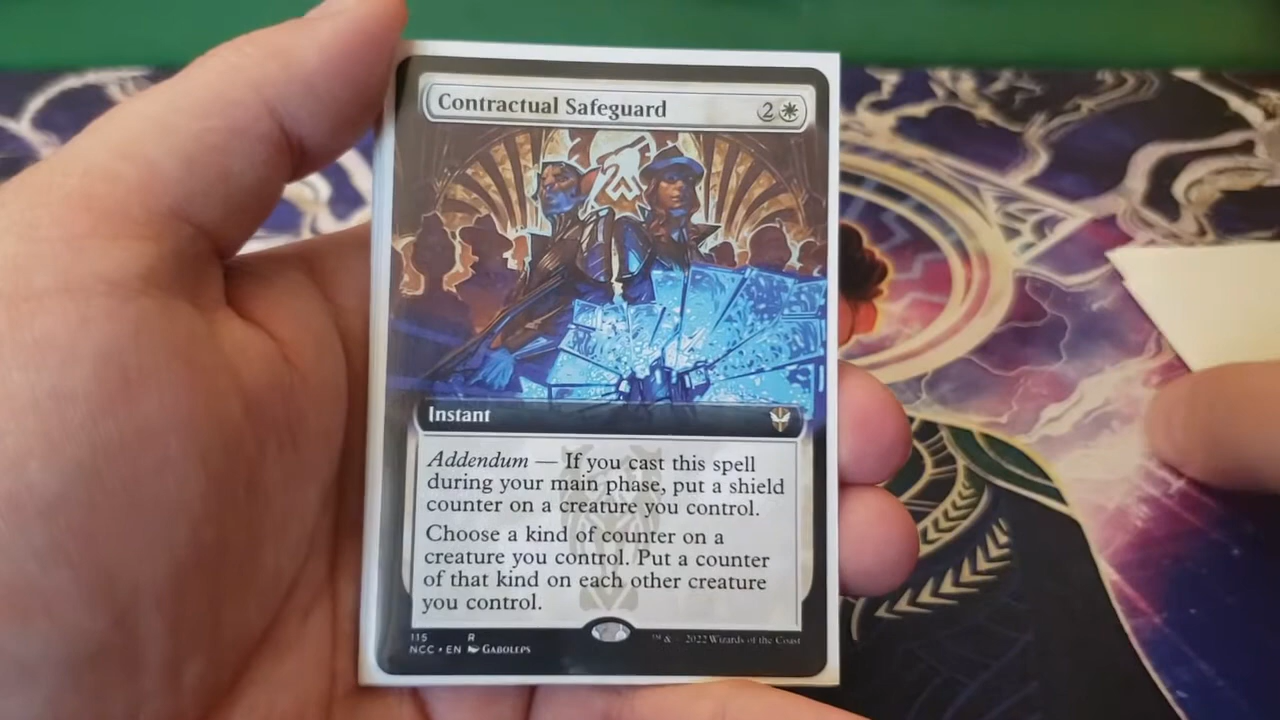 Contractual Safeguard 2
Instant
Addendum — If you cast this spell
during your main phase, put a shield
counter on a creature you control.
Choose a kind of counter on a
creature you control. Put a counter
of that kind on each other creature
you control.
115 R
NCC • EN GABOLEPS
™ & © 2022 Wizards of the Coast